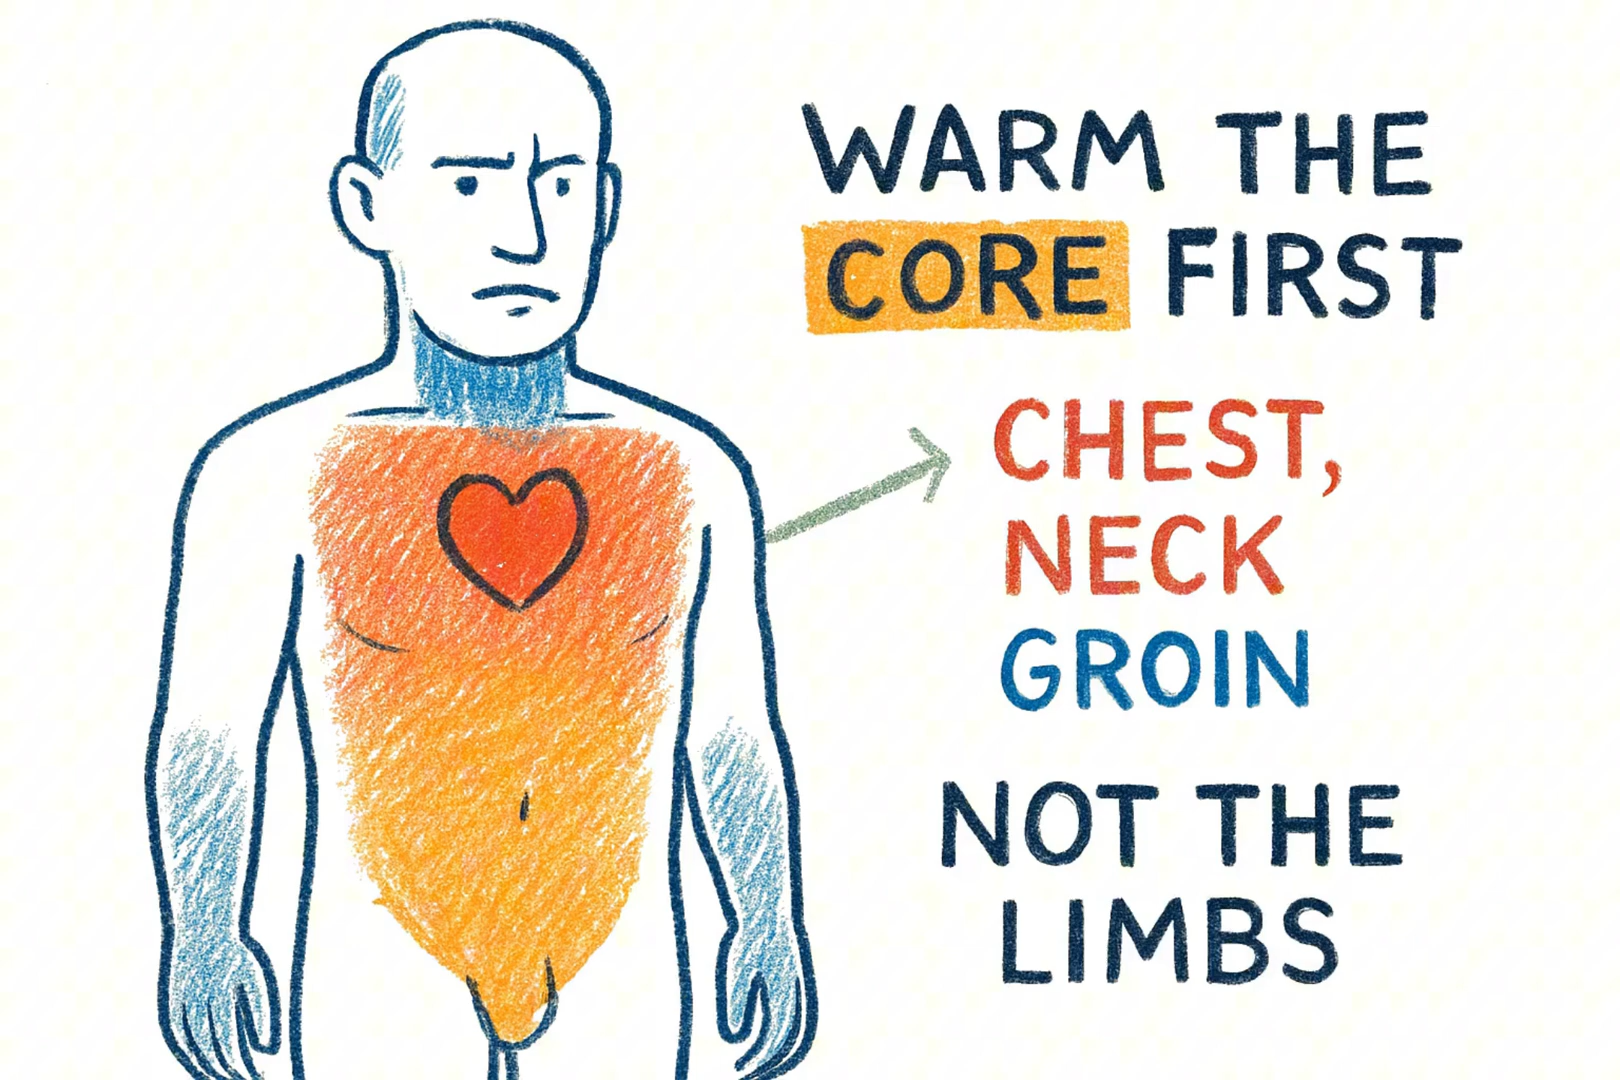 WARM THE
CORE FIRST
CHEST,
NECK
GROIN
NOT THE
LIMBS